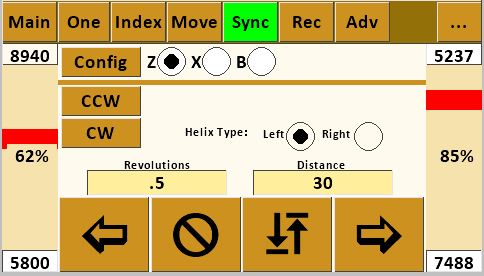 Main One Index Move Sync Rec Adv ...
8940 Config Z X B 5237
CCW
CW Helix Type: Left Right
62% 85%
Revolutions Distance
.5 30
5800 7488